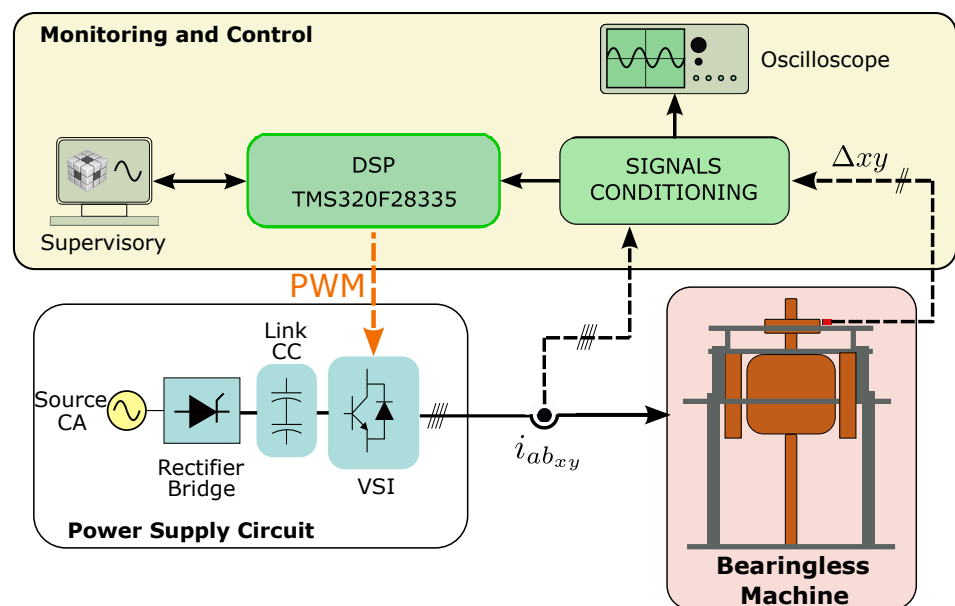 Monitoring and Control
Oscilloscope
DSP
TMS320F28335
SIGNALS
CONDITIONING
Δxy
Supervisory
PWM
Link
CC
Source
CA
Rectifier
Bridge
VSI
i_{ab_{xy}}
Power Supply Circuit
Bearingless
Machine